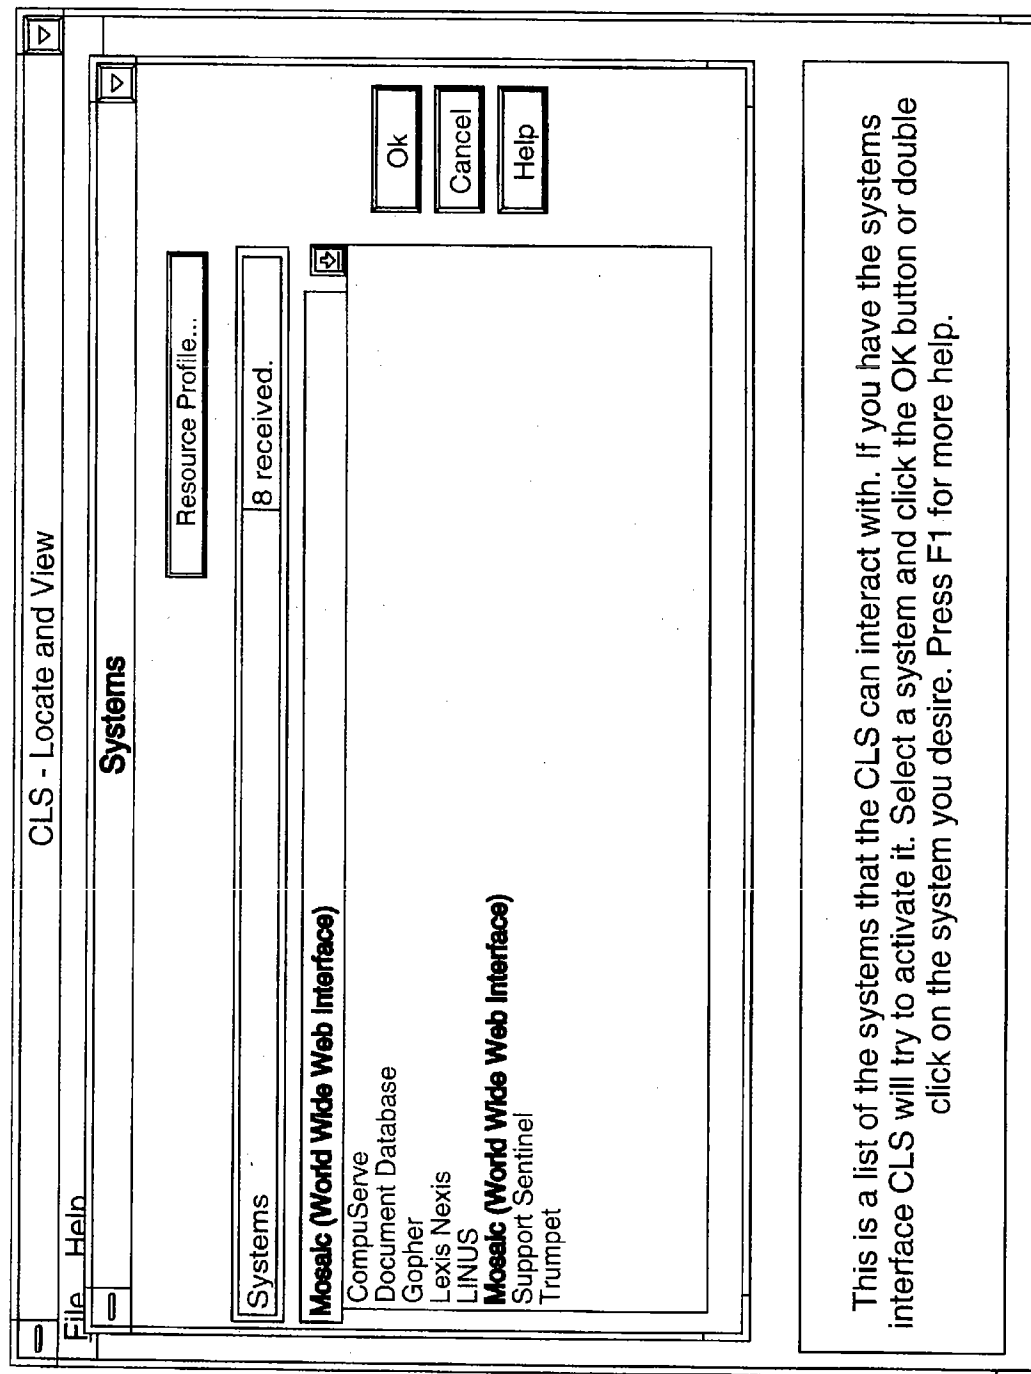 CLS - Locate and View
File Help
Systems
Resource Profile...
Systems
8 received.
Mosaic (World Wide Web Interface)
CompuServe
Document Database
Gopher
Lexis Nexis
LINUS
Mosaic (World Wide Web Interface)
Support Sentinel
Trumpet
Ok
Cancel
Help
This is a list of the systems that the CLS can interact with. If you have the systems
interface CLS will try to activate it. Select a system and click the OK button or double
click on the system you desire. Press F1 for more help.